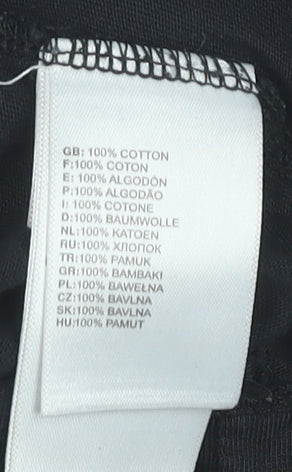 GB: 100% COTTON
F:100% COTON
E: 100% ALGODÓN
P:100% ALGODÃO
I: 100% COTONE
D:100% BAUMWOLLE
NL:100% KATOEN
RU:100% ХЛОПОК
TR:100% PAMUK
GR:100% BAMBAKI
PL:100% BAWEŁNA
CZ:100% BAVLNA
SK:100% BAVLNA
HU:100% PAMUT